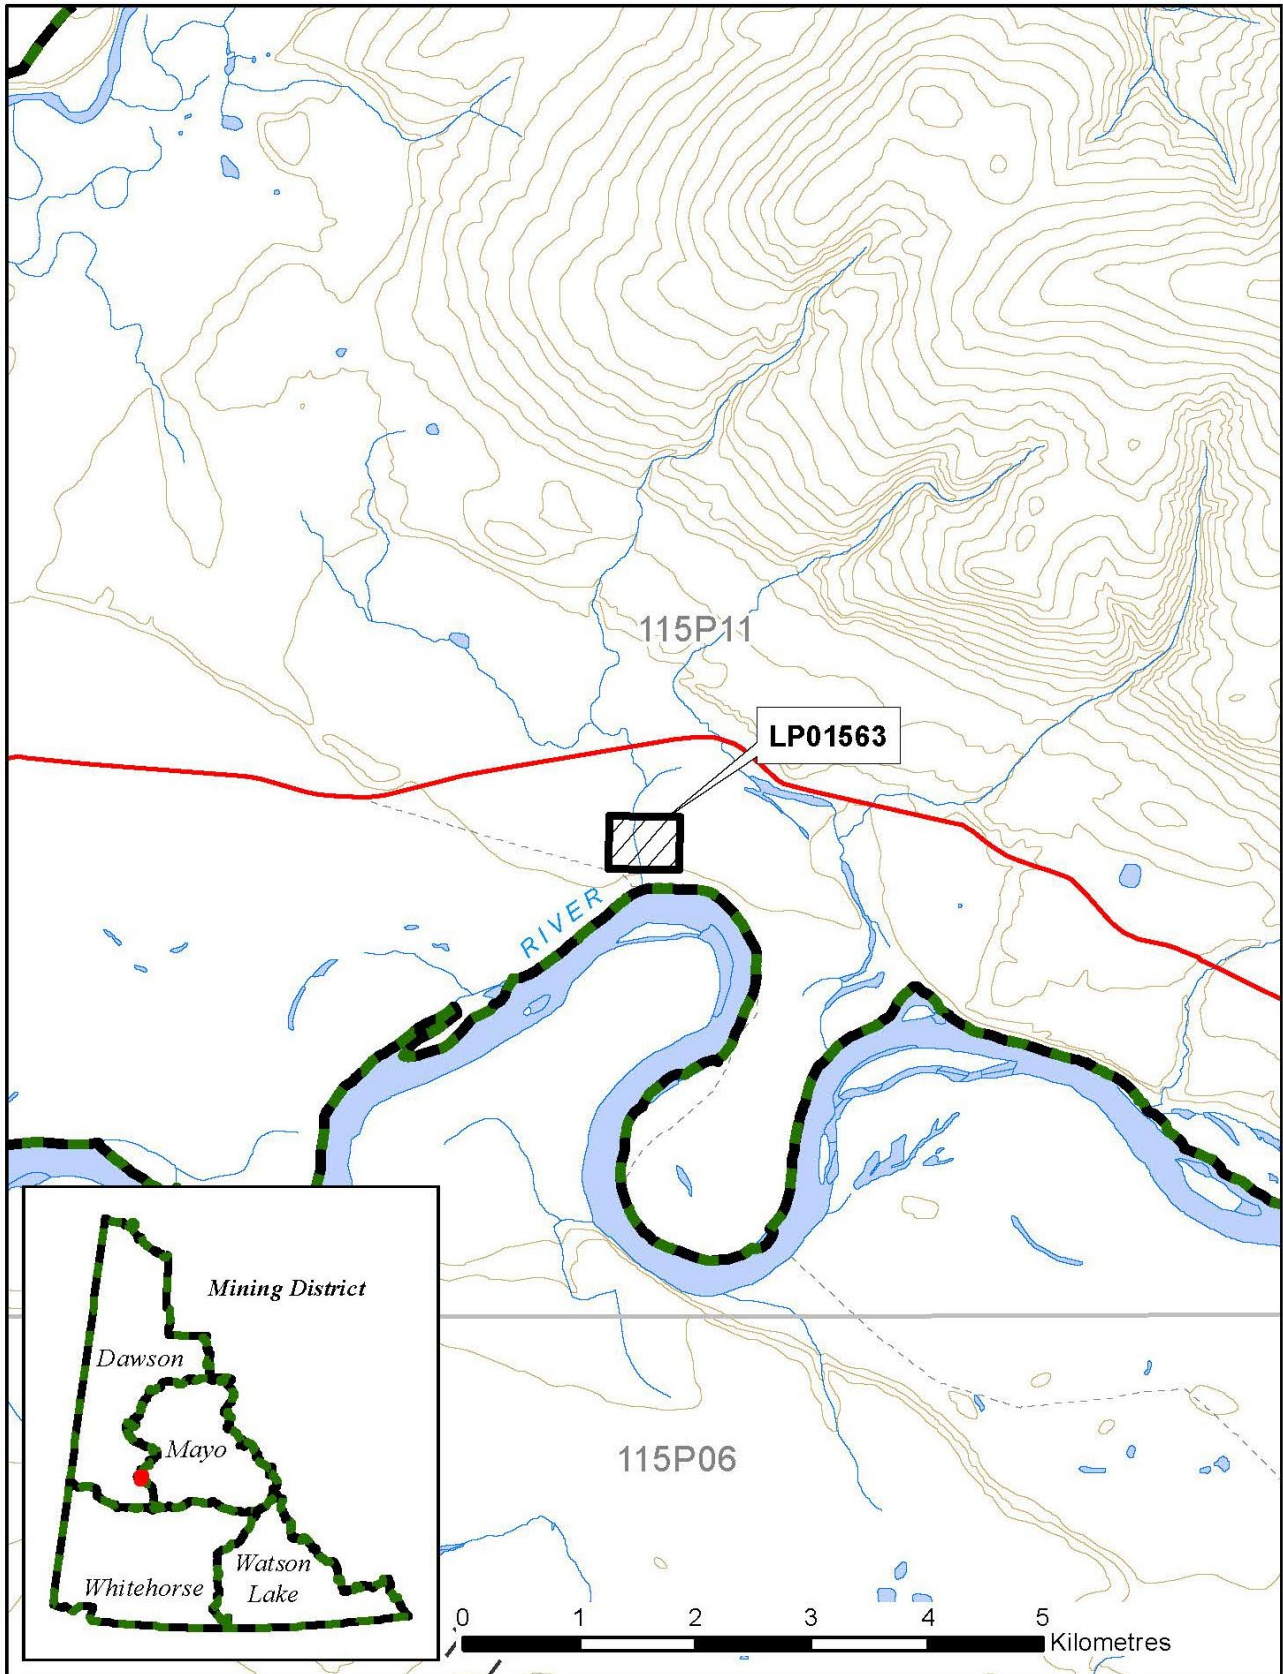 115P11
LP01563
RIVER
Mining District
Dawson
Mayo
115P06
Watson
Lake
Whitehorse
0 1 2 3 4 5
Kilometres